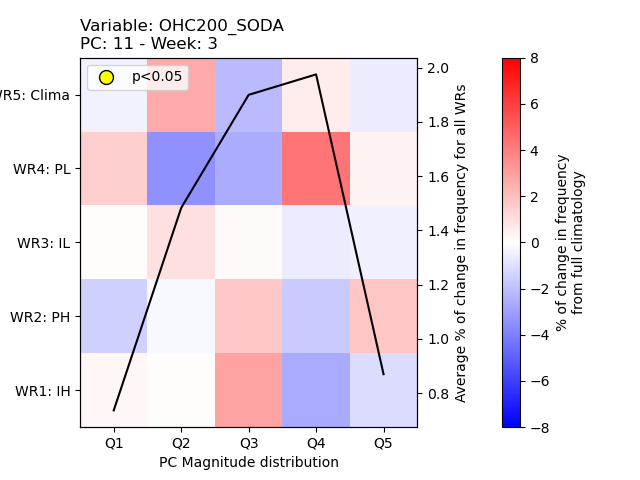 Variable: OHC200_SODA
PC: 11 - Week: 3
p<0.05
WR5: Clima
WR4: PL
WR3: IL
WR2: PH
WR1: IH
Q1 Q2 Q3 Q4 Q5
PC Magnitude distribution
2.0
1.8
1.6
1.4
1.2
1.0
0.8
Average % of change in frequency for all WRs
8
6
4
2
0
−2
−4
−6
−8
% of change in frequency
from full climatology